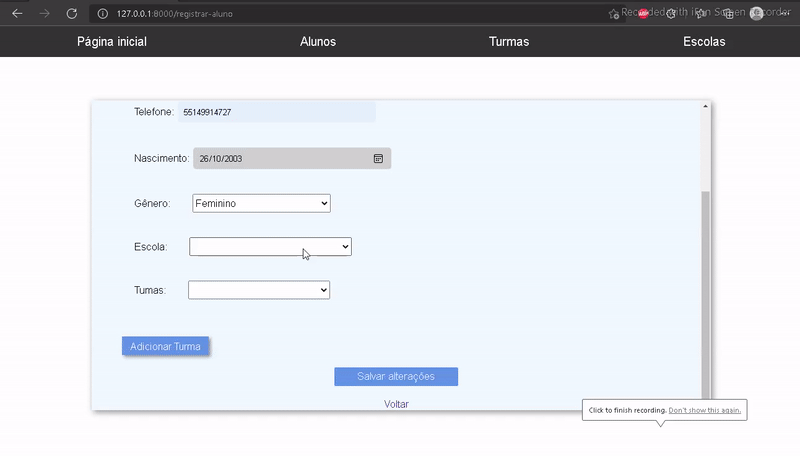 127.0.0.1:8000/registrar-aluno
Recorded with iFun Screen Recorder
Página inicial
Alunos
Turmas
Escolas
Telefone: 55149914727
Nascimento: 26/10/2003
Gênero: Feminino
Escola:
Tumas:
Adicionar Turma
Salvar alterações
Voltar
Click to finish recording. Don't show this again.